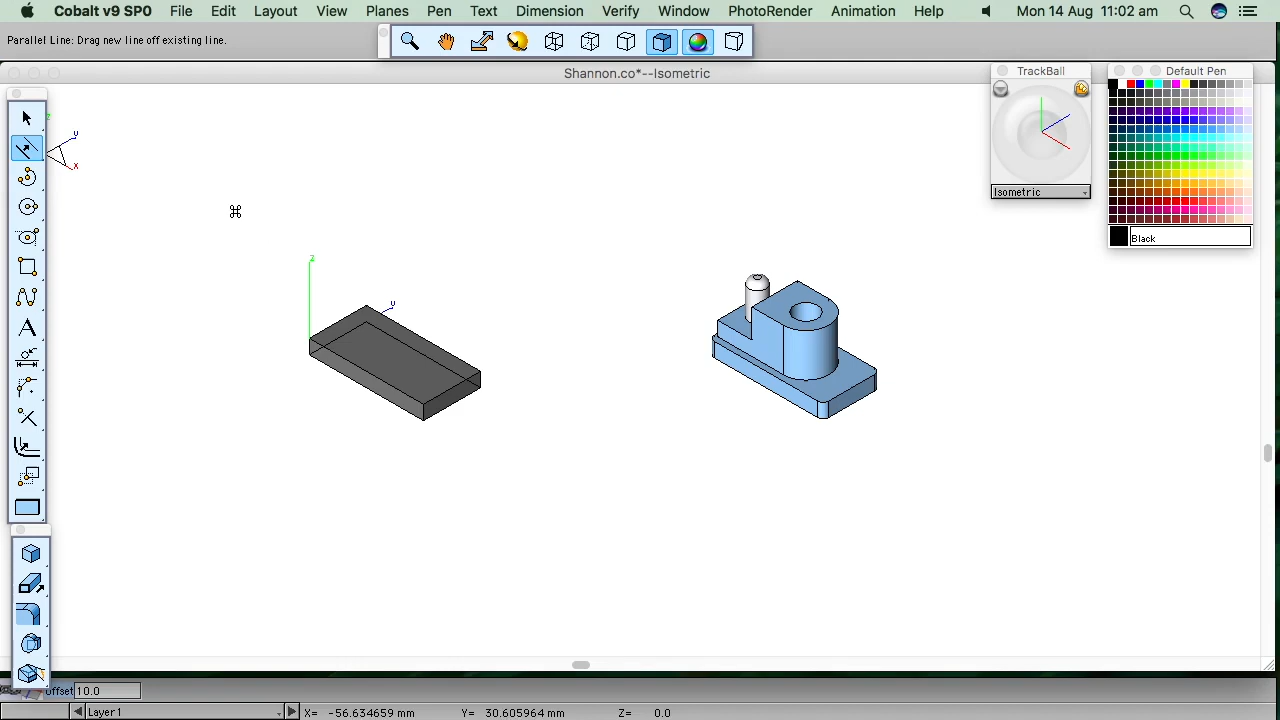 Cobalt v9 SP0 File Edit Layout View Planes Pen Text Dimension Verify Window PhotoRender Animation Help Mon 14 Aug 11:02 am
Parallel Line: Drag new line off existing line.
Shannon.co*--Isometric
TrackBall
Default Pen
z
y
x
Isometric
Black
z
y
A
Offset 10.0
Layer1 X= -56.634659 mm Y= 30.605964 mm Z= 0.0